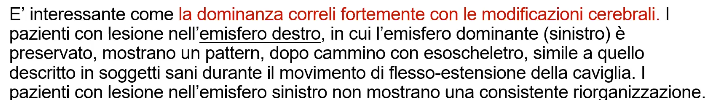 E’ interessante come la dominanza correli fortemente con le modificazioni cerebrali. I
pazienti con lesione nell’emisfero destro, in cui l’emisfero dominante (sinistro) è
preservato, mostrano un pattern, dopo cammino con esoscheletro, simile a quello
descritto in soggetti sani durante il movimento di flesso-estensione della caviglia. I
pazienti con lesione nell’emisfero sinistro non mostrano una consistente riorganizzazione.